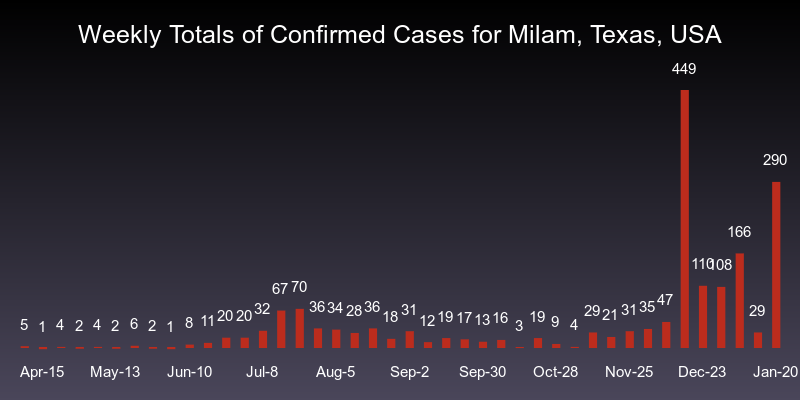 Weekly Totals of Confirmed Cases for Milam, Texas, USA
449
290
166
110 108
67 70
47
5 1 4 2 4 2 6 2 1 8 11 20 20 32 36 34 28 36 18 31 12 19 17 13 16 3 19 9 4 29 21 31 35 29
Apr-15 May-13 Jun-10 Jul-8 Aug-5 Sep-2 Sep-30 Oct-28 Nov-25 Dec-23 Jan-20